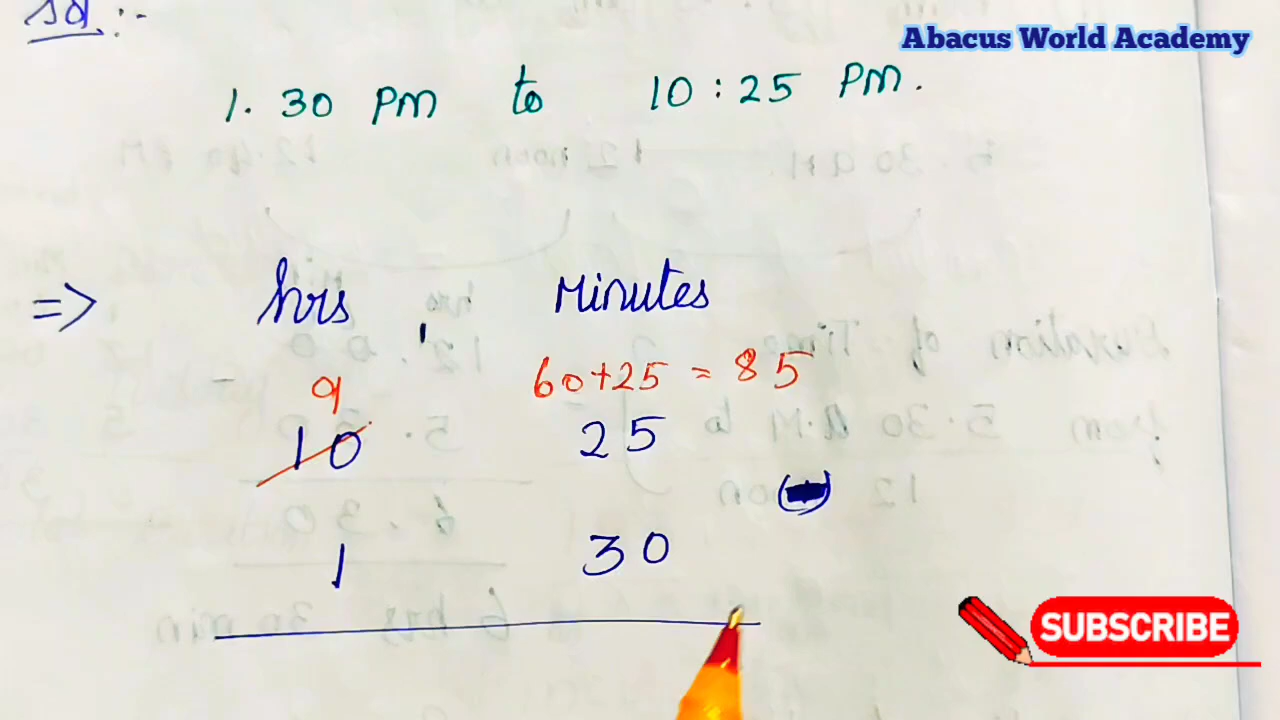 Sol:-
Abacus World Academy
1. 30 PM to 10:25 PM.
=> hrs Minutes
9 60+25 = 85
10 25
(-)
1 30
SUBSCRIBE